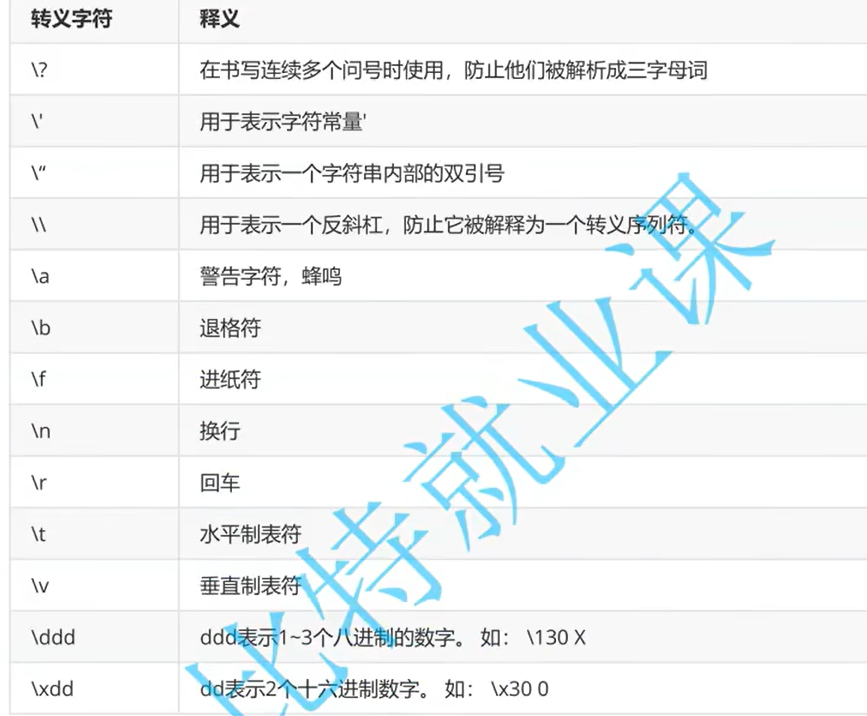 转义字符 释义
\? 在书写连续多个问号时使用，防止他们被解析成三字母词
\' 用于表示字符常量'
\“ 用于表示一个字符串内部的双引号
\\ 用于表示一个反斜杠，防止它被解释为一个转义序列符。
\a 警告字符，蜂鸣
\b 退格符
\f 进纸符
\n 换行
\r 回车
\t 水平制表符
\v 垂直制表符
\ddd ddd表示1~3个八进制的数字。 如： \130 X
\xdd dd表示2个十六进制数字。 如： \x30 0
比特就业课